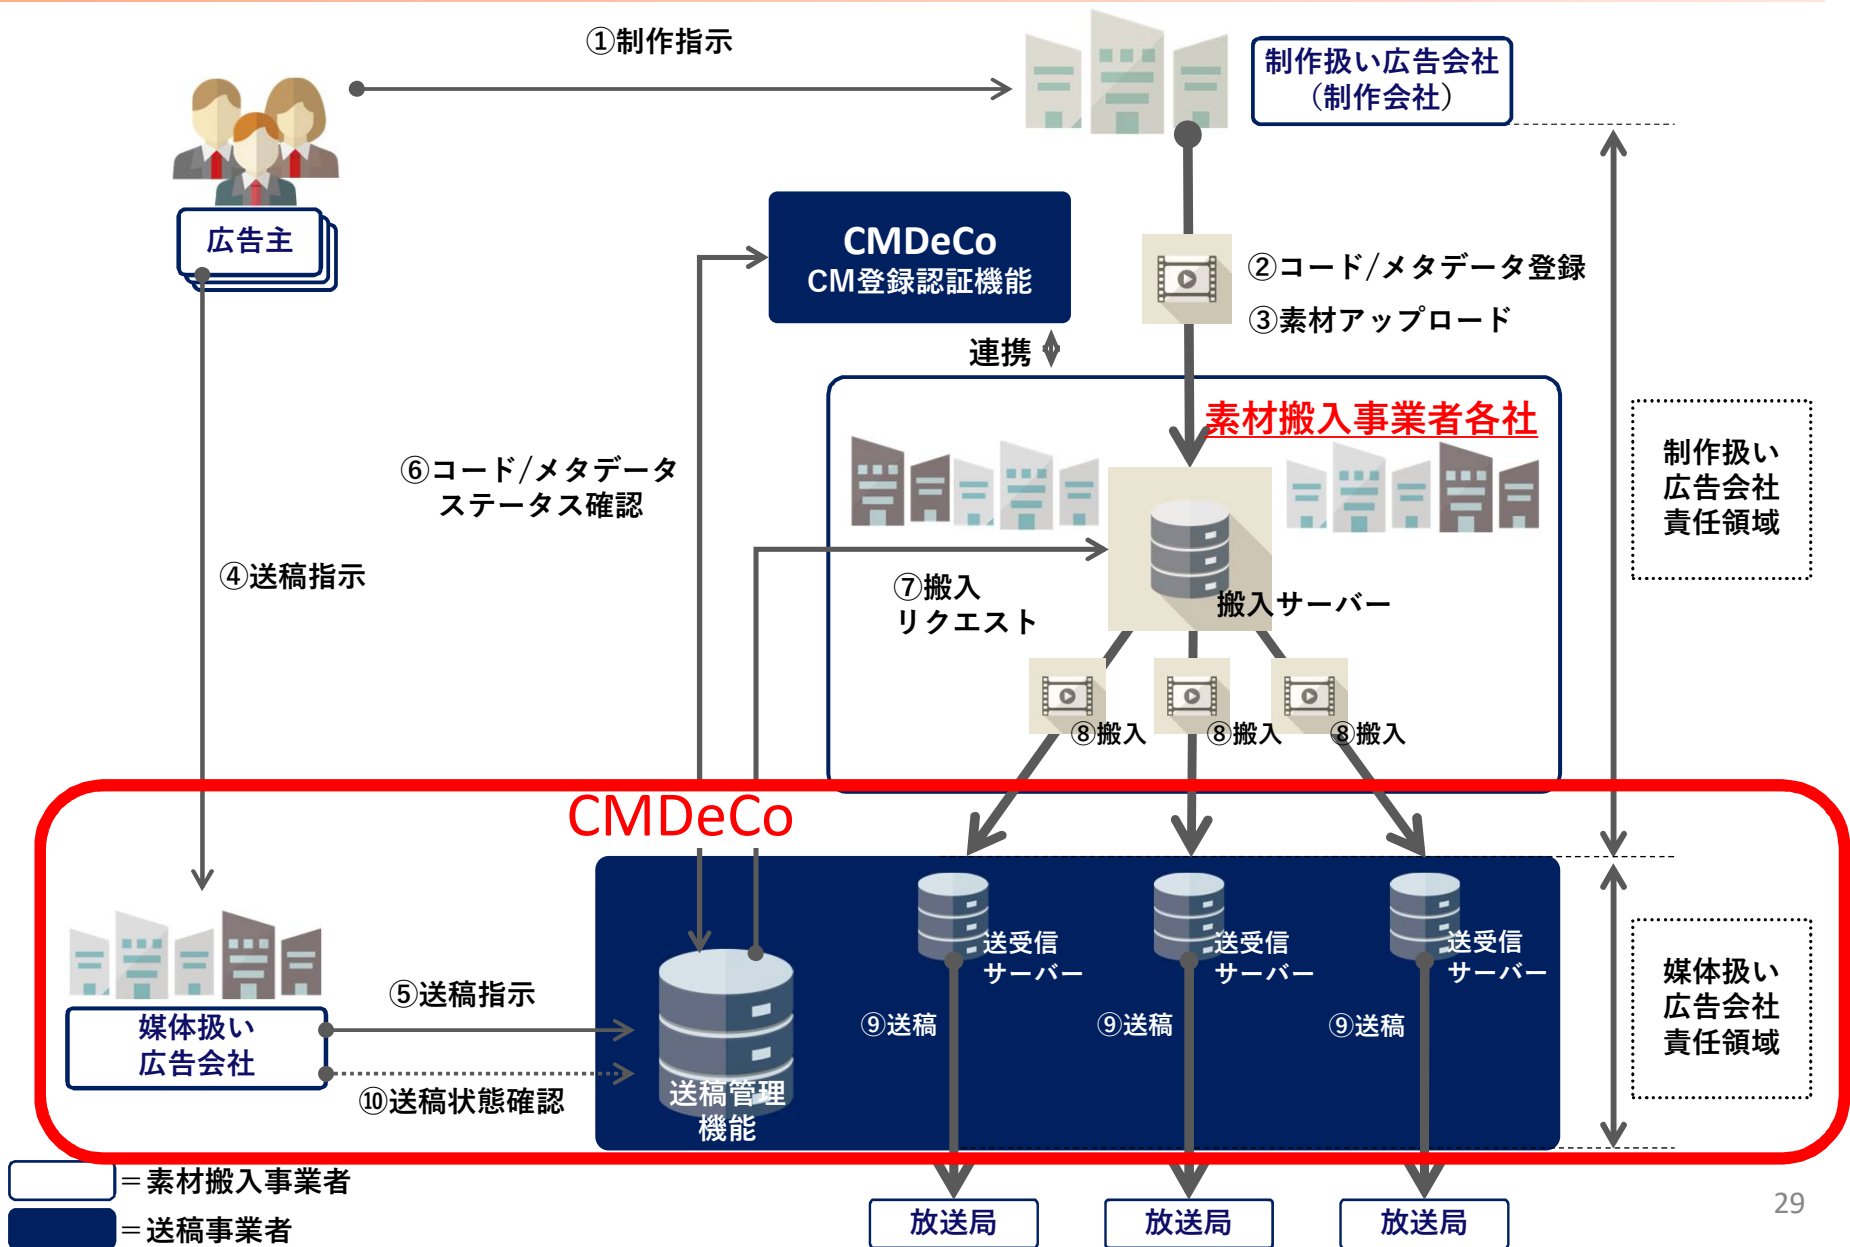 ①制作指示
制作扱い広告会社
（制作会社）
広告主
CMDeCo
CM登録認証機能
②コード/メタデータ登録
③素材アップロード
連携
素材搬入事業者各社
⑥コード/メタデータ
ステータス確認
制作扱い
広告会社
責任領域
④送稿指示
⑦搬入
リクエスト
搬入サーバー
⑧搬入
⑧搬入
⑧搬入
CMDeCo
送受信
サーバー
送受信
サーバー
送受信
サーバー
媒体扱い
広告会社
責任領域
⑤送稿指示
⑨送稿
⑨送稿
⑨送稿
媒体扱い
広告会社
⑩送稿状態確認
送稿管理
機能
＝素材搬入事業者
＝送稿事業者
放送局
放送局
放送局
29